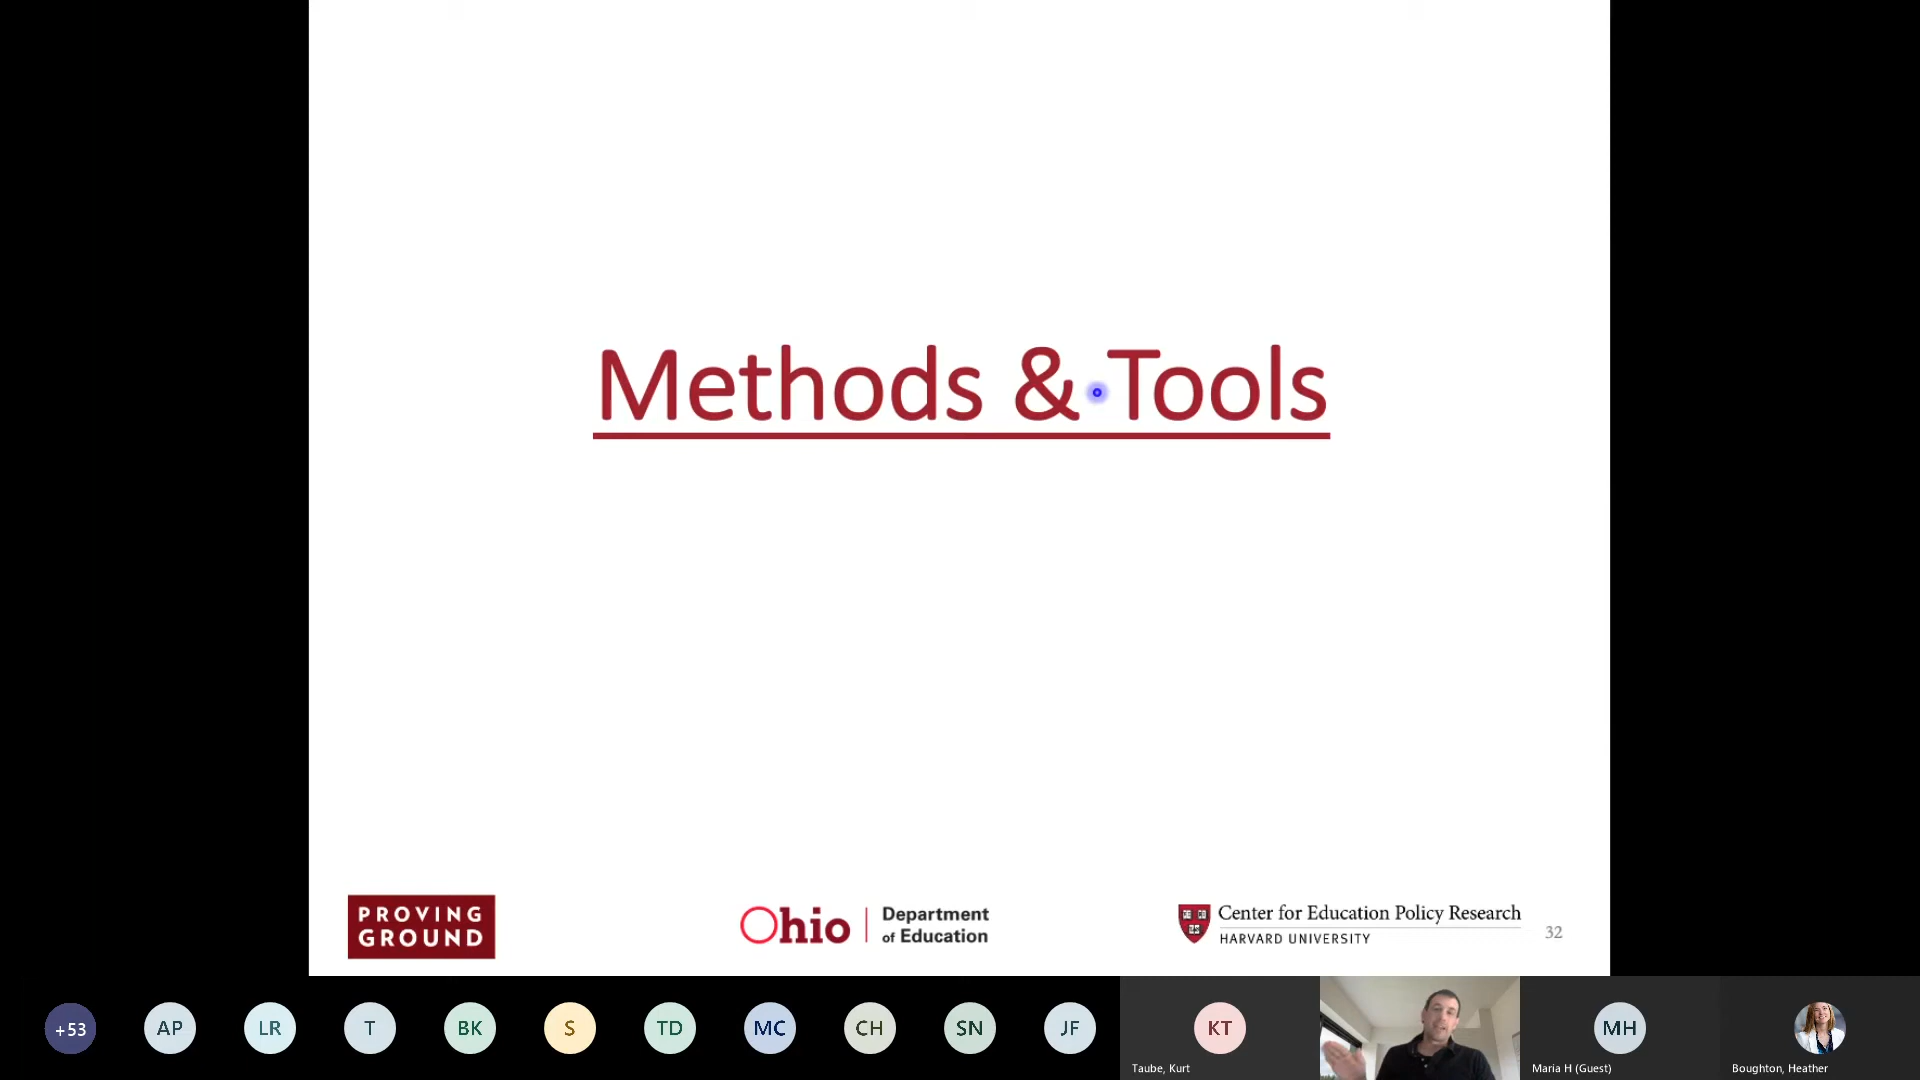 Methods & Tools
PROVING
GROUND
Ohio
Department
of Education
Center for Education Policy Research
HARVARD UNIVERSITY
32
+53
AP
LR
T
BK
S
TD
MC
CH
SN
JF
KT
MH
Taube, Kurt
Maria H (Guest)
Boughton, Heather